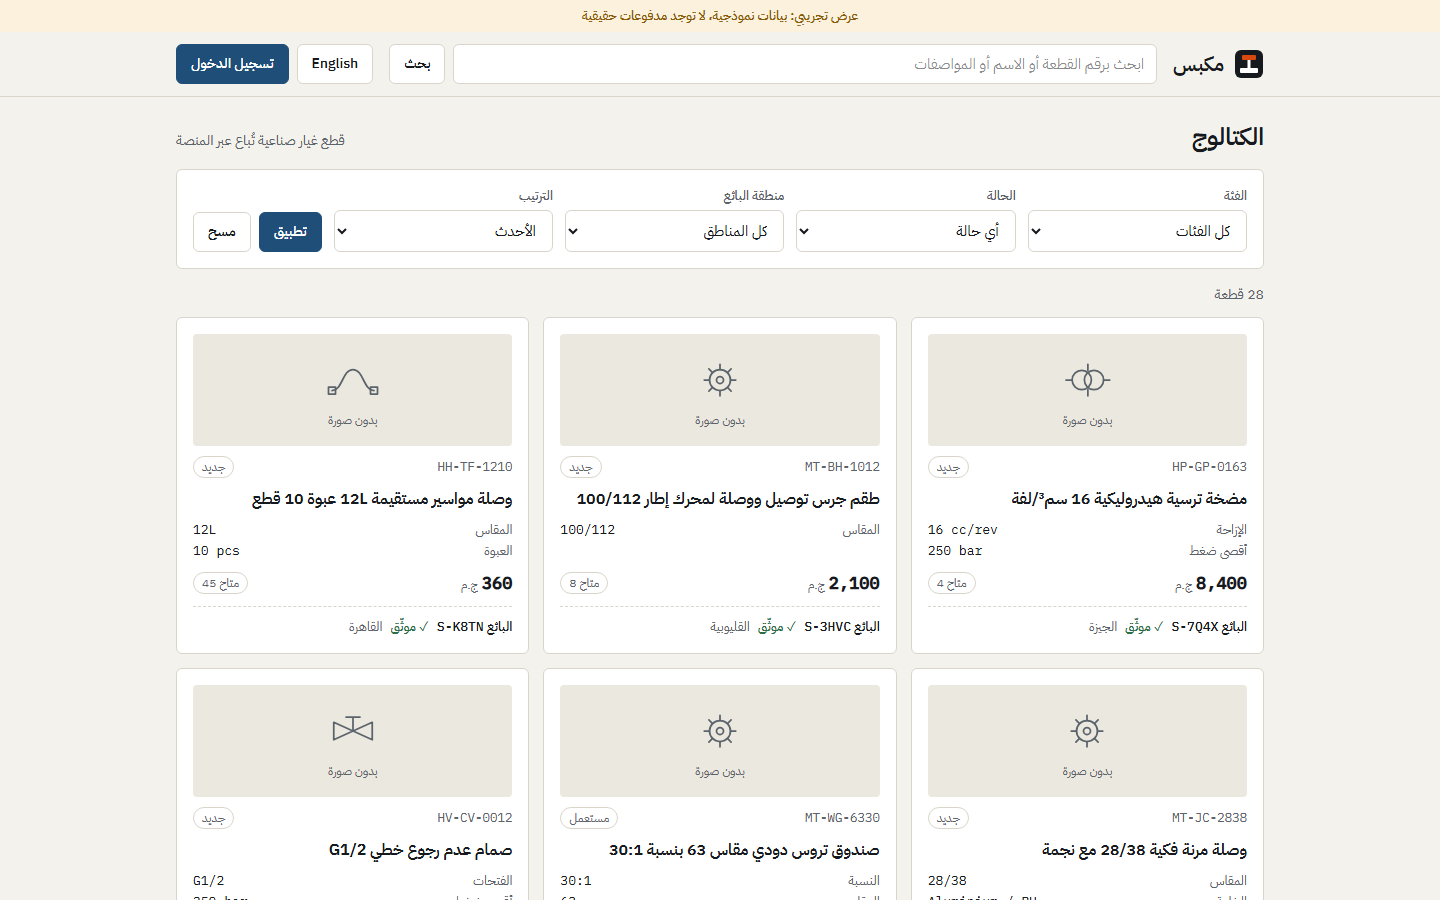 عرض تجريبي: بيانات نموذجية، لا توجد مدفوعات حقيقية
مكبس
ابحث برقم القطعة أو الاسم أو المواصفات
بحث
English
تسجيل الدخول
الكتالوج
قطع غيار صناعية تُباع عبر المنصة
الفئة
الحالة
منطقة البائع
الترتيب
كل الفئات
أي حالة
كل المناطق
الأحدث
تطبيق
مسح
28 قطعة
بدون صورة
HP-GP-0163
جديد
مضخة ترسية هيدروليكية 16 سم³/لفة
الإزاحة 16 cc/rev
أقصى ضغط 250 bar
8,400 ج.م
متاح 4
البائع S-7Q4X ✓ موثّق الجيزة
بدون صورة
MT-BH-1012
جديد
طقم جرس توصيل ووصلة لمحرك إطار 100/112
المقاس 100/112
2,100 ج.م
متاح 8
البائع S-3HVC ✓ موثّق القليوبية
بدون صورة
HH-TF-1210
جديد
وصلة مواسير مستقيمة 12L عبوة 10 قطع
المقاس 12L
العبوة 10 pcs
360 ج.م
متاح 45
البائع S-K8TN ✓ موثّق القاهرة
بدون صورة
MT-JC-2838
جديد
وصلة مرنة فكية 28/38 مع نجمة
المقاس 28/38
بدون صورة
MT-WG-6330
مستعمل
صندوق تروس دودي مقاس 63 بنسبة 30:1
النسبة 30:1
بدون صورة
HV-CV-0012
جديد
صمام عدم رجوع خطي G1/2
الفتحات G1/2